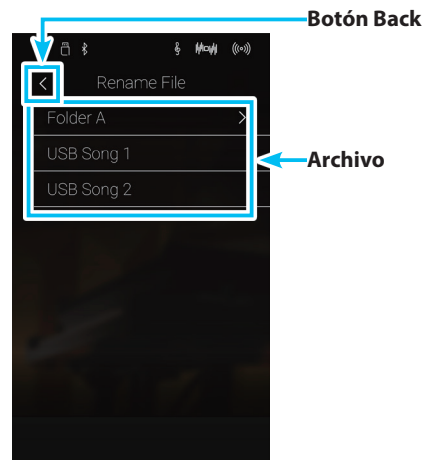 Botón Back
Rename File
Folder A
USB Song 1
Archivo
USB Song 2